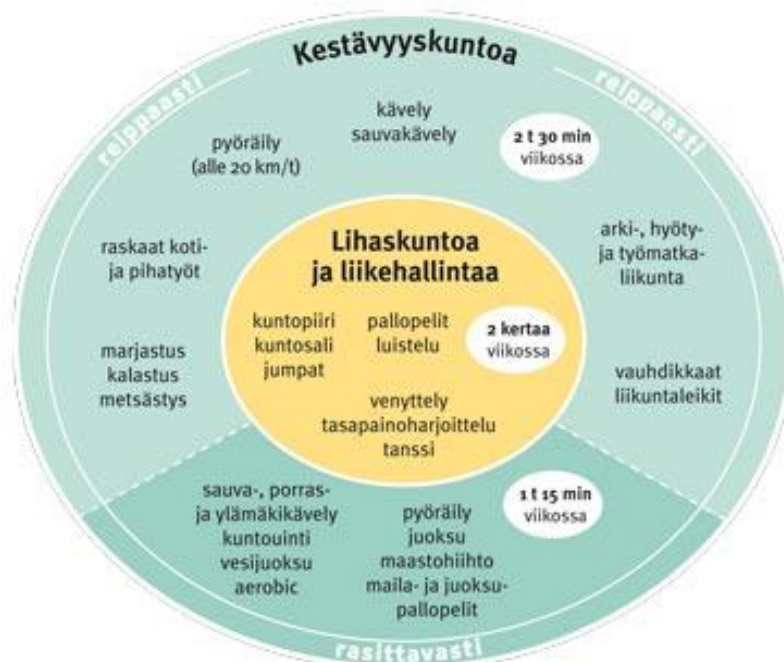 Kestävyyskuntoa
reippaasti
reippaasti
kävely
sauvakävely
2 t 30 min
viikossa
pyöräily
(alle 20 km/t)
raskaat koti-
ja pihatyöt
arki-, hyöty-
ja työmatka-
liikunta
marjastus
kalastus
metsästys
vauhdikkaat
liikuntaleikit
Lihaskuntoa
ja liikehallintaa
kuntopiiri
kuntosali
jumpat
pallopelit
luistelu
2 kertaa
viikossa
venyttely
tasapainoharjoittelu
tanssi
sauva-, porras-
ja ylämäkikävely
kuntouinti
vesijuoksu
aerobic
pyöräily
juoksu
maastohiihto
maila- ja juoksu-
pallopelit
1 t 15 min
viikossa
rasittavasti